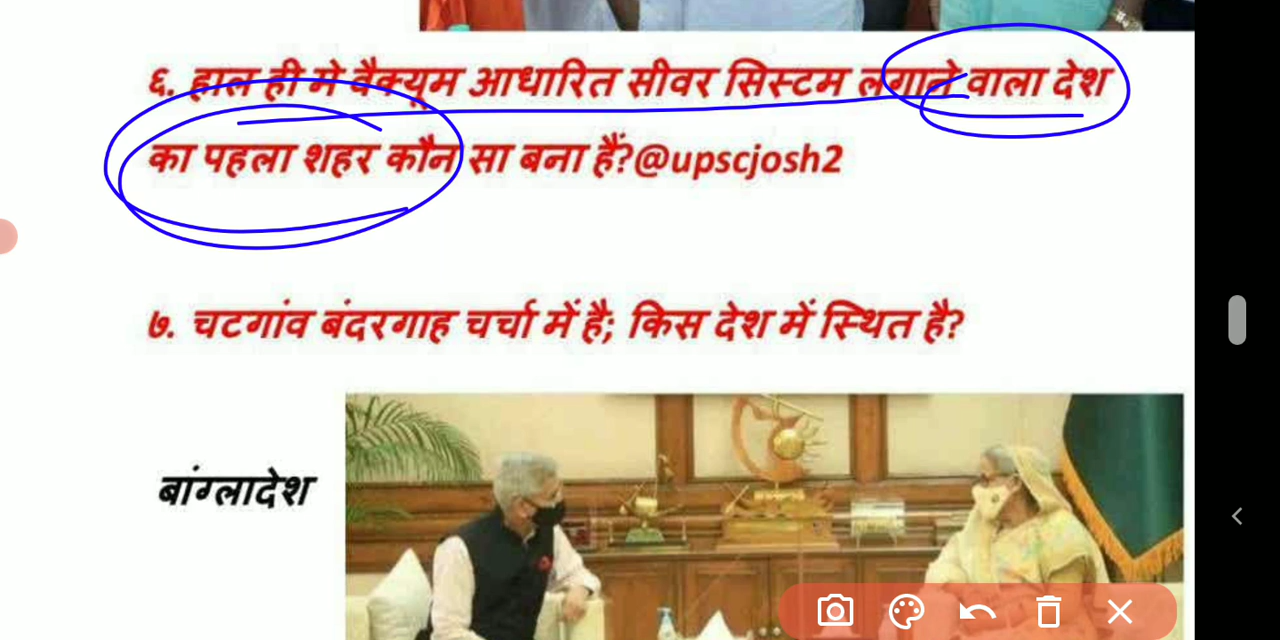 ६. हाल ही मे वैक्यूम आधारित सीवर सिस्टम लगाने वाला देश
का पहला शहर कौन सा बना हैं?@upscjosh2
७. चटगांव बंदरगाह चर्चा में है; किस देश में स्थित है?
बांग्लादेश